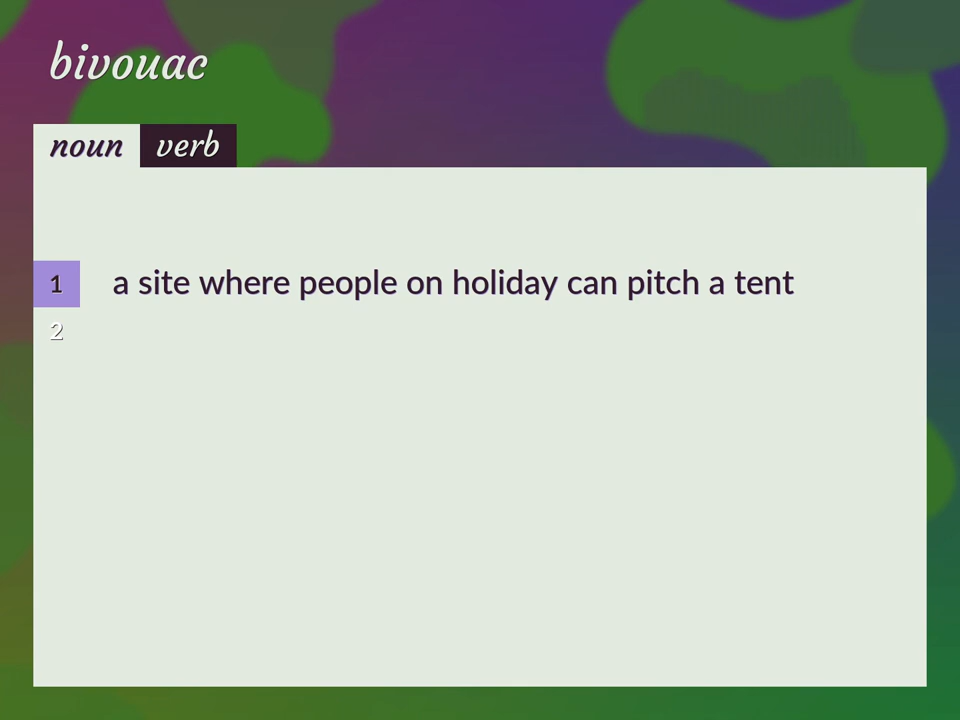 bivouac
noun verb
1 a site where people on holiday can pitch a tent
2